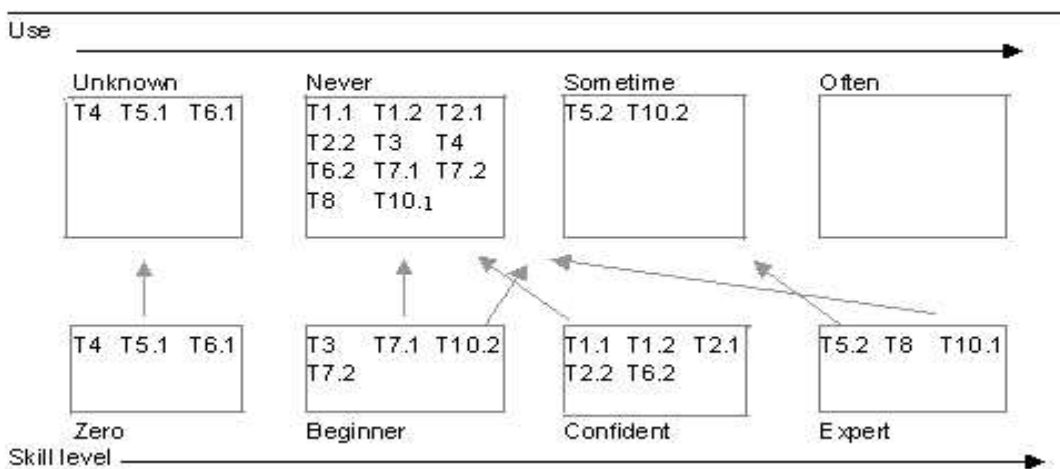 Use
Unknown Never Sometime Often
T4 T5.1 T6.1 T1.1 T1.2 T2.1 T5.2 T10.2
T2.2 T3 T4
T6.2 T7.1 T7.2
T8 T10.1
T4 T5.1 T6.1 T3 T7.1 T10.2 T1.1 T1.2 T2.1 T5.2 T8 T10.1
T7.2 T2.2 T6.2
Zero Beginner Confident Expert
Skill level